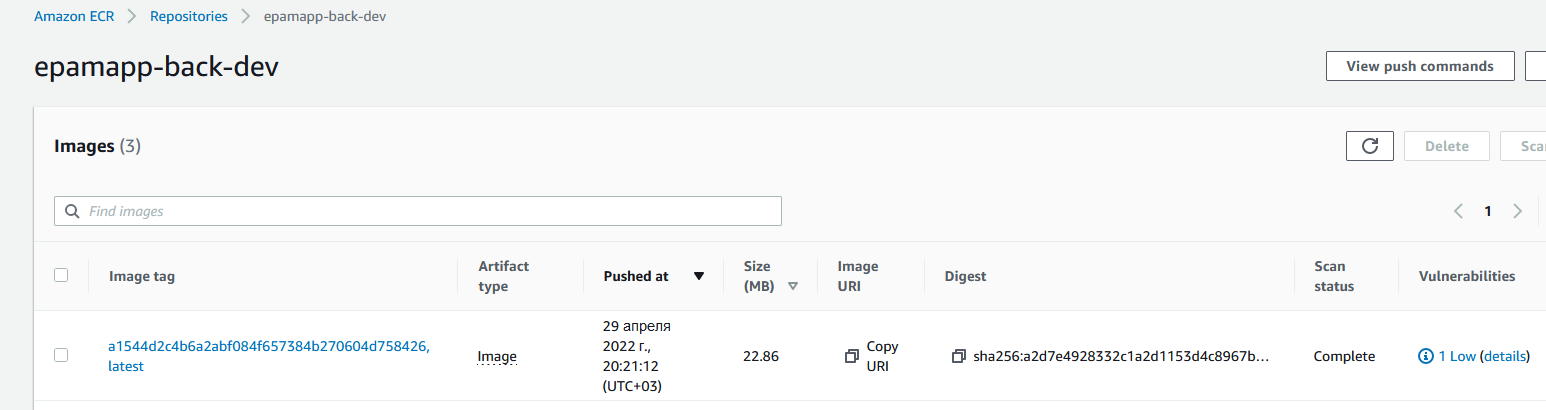 Amazon ECR > Repositories > epamapp-back-dev
epamapp-back-dev
View push commands
Images (3)
Delete
Sca
Find images
1
Image tag
Artifact
type
Pushed at
Size
(MB)
Image
URI
Digest
Scan
status
Vulnerabilities
a1544d2c4b6a2abf084f657384b270604d758426,
latest
Image
29 апреля
2022 г.,
20:21:12
(UTC+03)
22.86
Copy
URI
sha256:a2d7e4928332c1a2d1153d4c8967b...
Complete
1 Low (details)